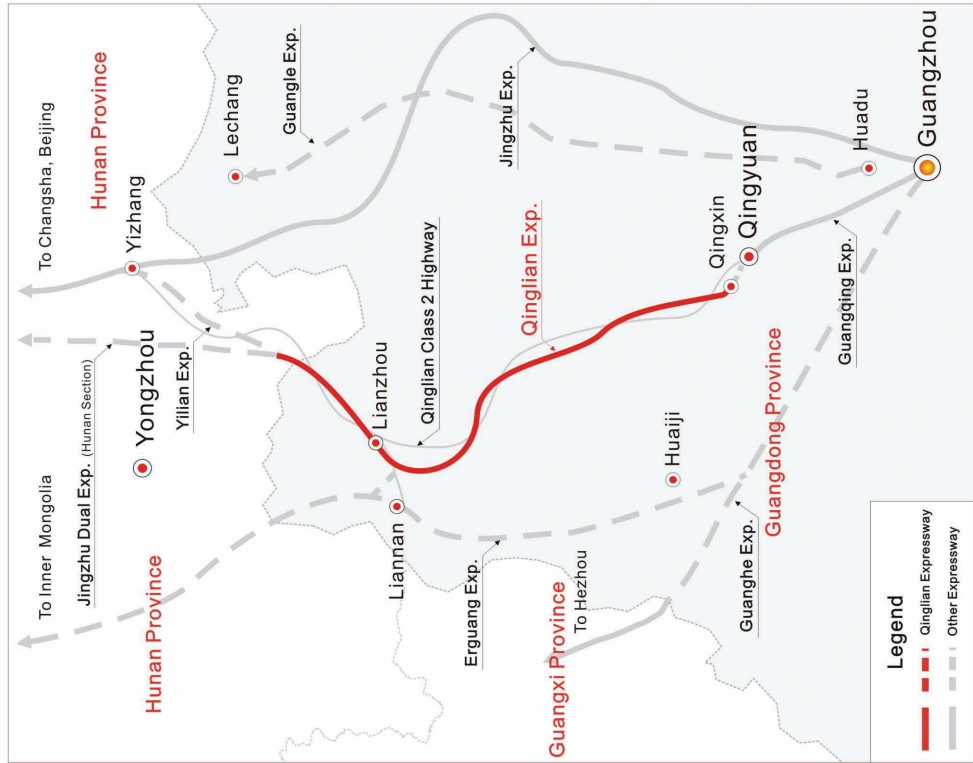 To Changsha, Beijing
Hunan Province
Yizhang
Lechang
Guangle Exp.
Jingzhu Exp.
To Inner Mongolia
Jingzhu Dual Exp. (Hunan Section)
Yongzhou
Yilian Exp.
Hunan Province
Lianzhou
Qinglian Class 2 Highway
Qinglian Exp.
Liannan
Erguang Exp.
Guangxi Province
To Hezhou
Huaiji
Qingxin
Qingyuan
Huadu
Guangqing Exp.
Guanghe Exp.
Guangdong Province
Guangzhou
Legend
Qinglian Expressway
Other Expressway